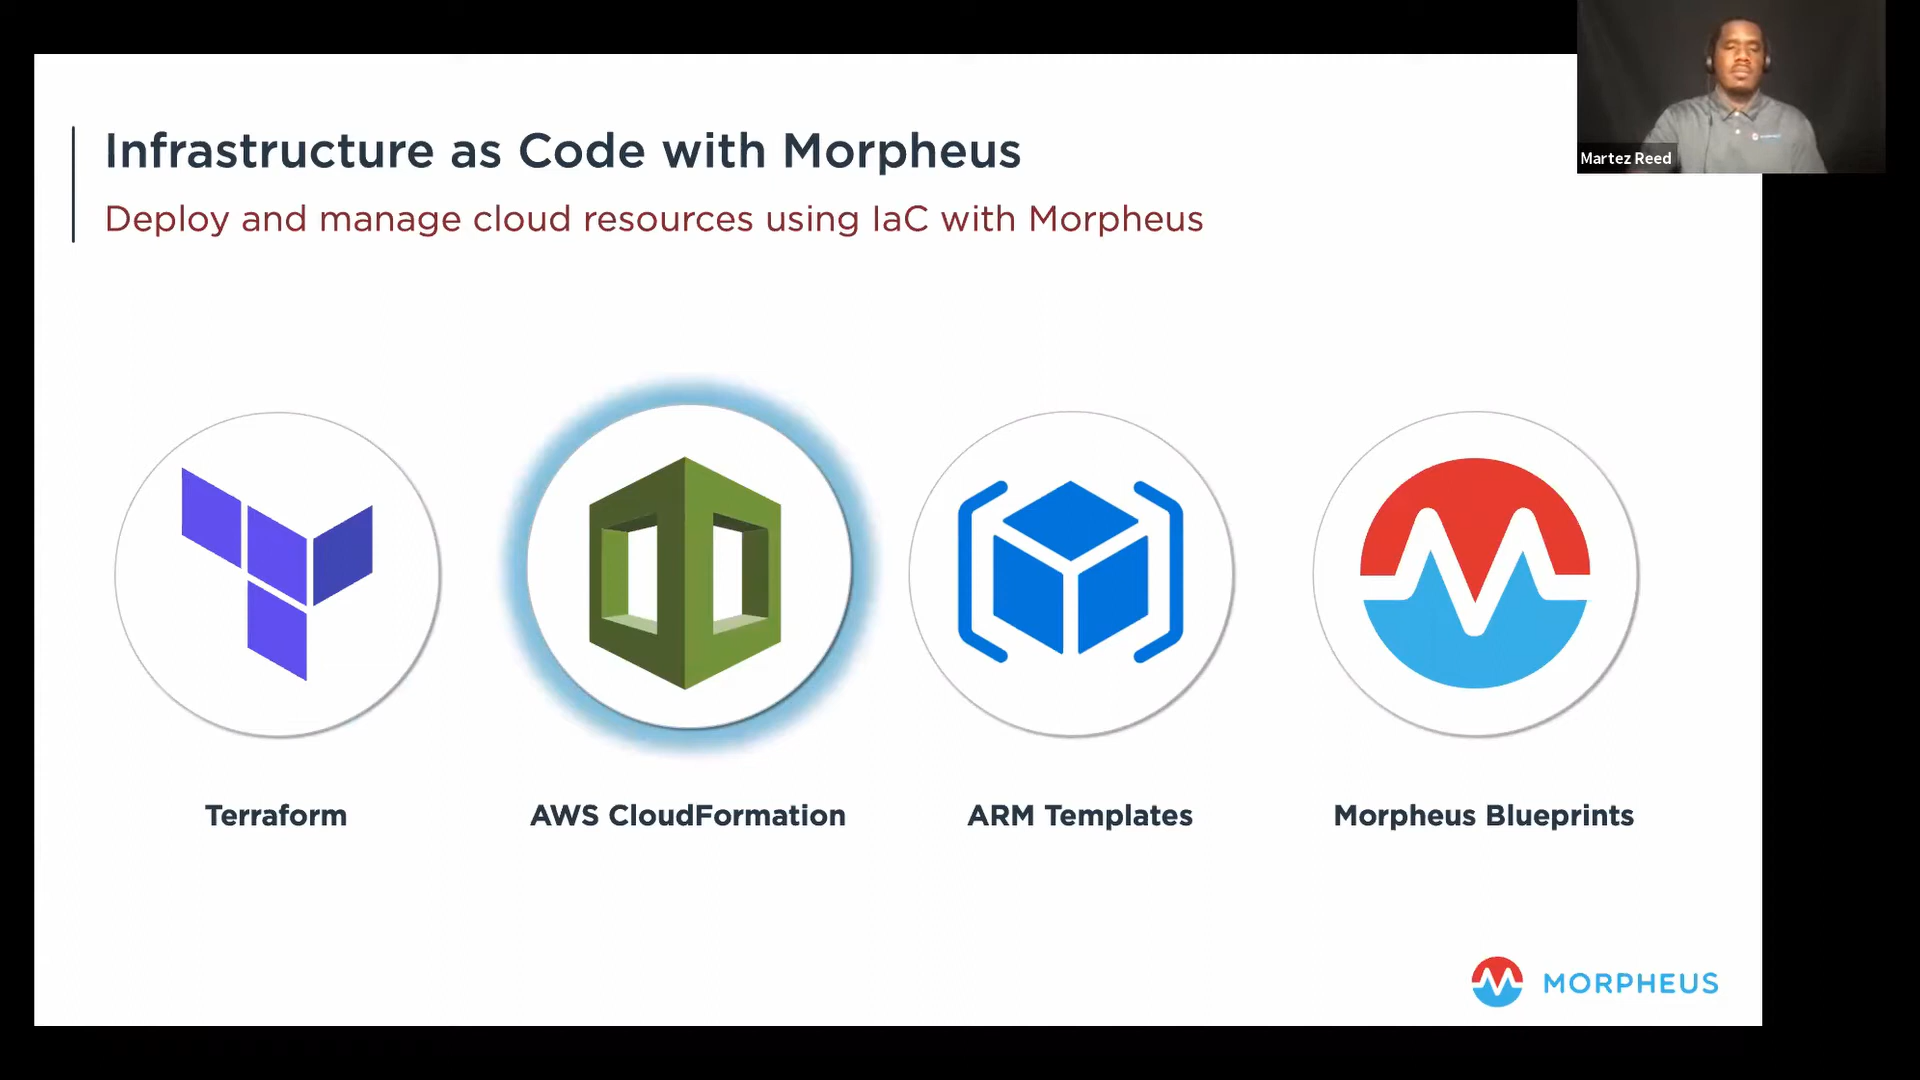 Infrastructure as Code with Morpheus
Deploy and manage cloud resources using IaC with Morpheus
Martez Reed
Terraform
AWS CloudFormation
ARM Templates
Morpheus Blueprints
MORPHEUS